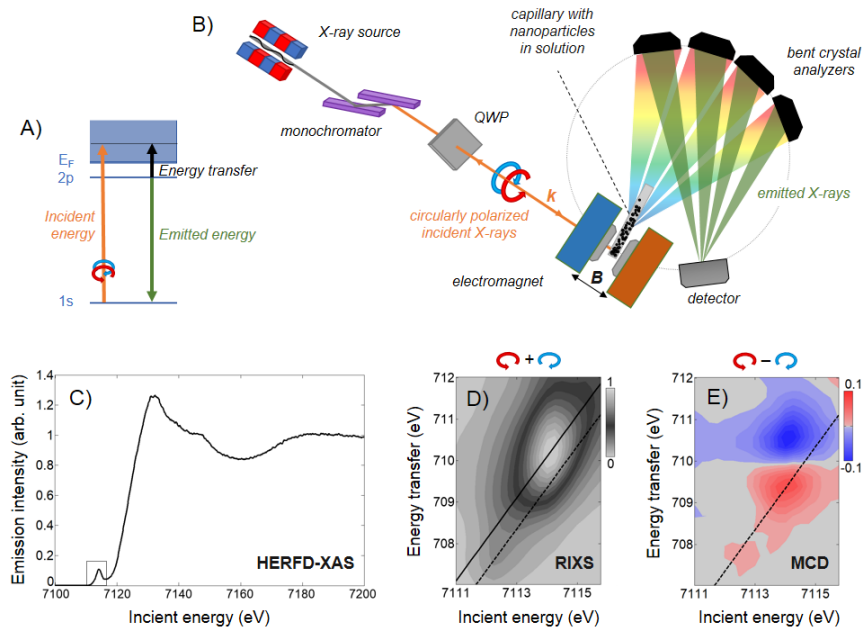 B)
X-ray source
monochromator
QWP
k
circularly polarized
incident X-rays
capillary with
nanoparticles
in solution
bent crystal
analyzers
emitted X-rays
electromagnet
B
detector
A)
E_F
2p
Energy transfer
Incident
energy
Emitted energy
1s
C)
Emission intensity (arb. unit)
1.4
1.2
1
0.8
0.6
0.4
0.2
0
7100
7120
7140
7160
7180
7200
Incient energy (eV)
HERFD-XAS
+
D)
Energy transfer (eV)
712
711
710
709
708
7111
7113
7115
Incient energy (eV)
RIXS
1
0
−
E)
Energy transfer (eV)
712
711
710
709
708
7111
7113
7115
Incient energy (eV)
MCD
0.1
-0.1